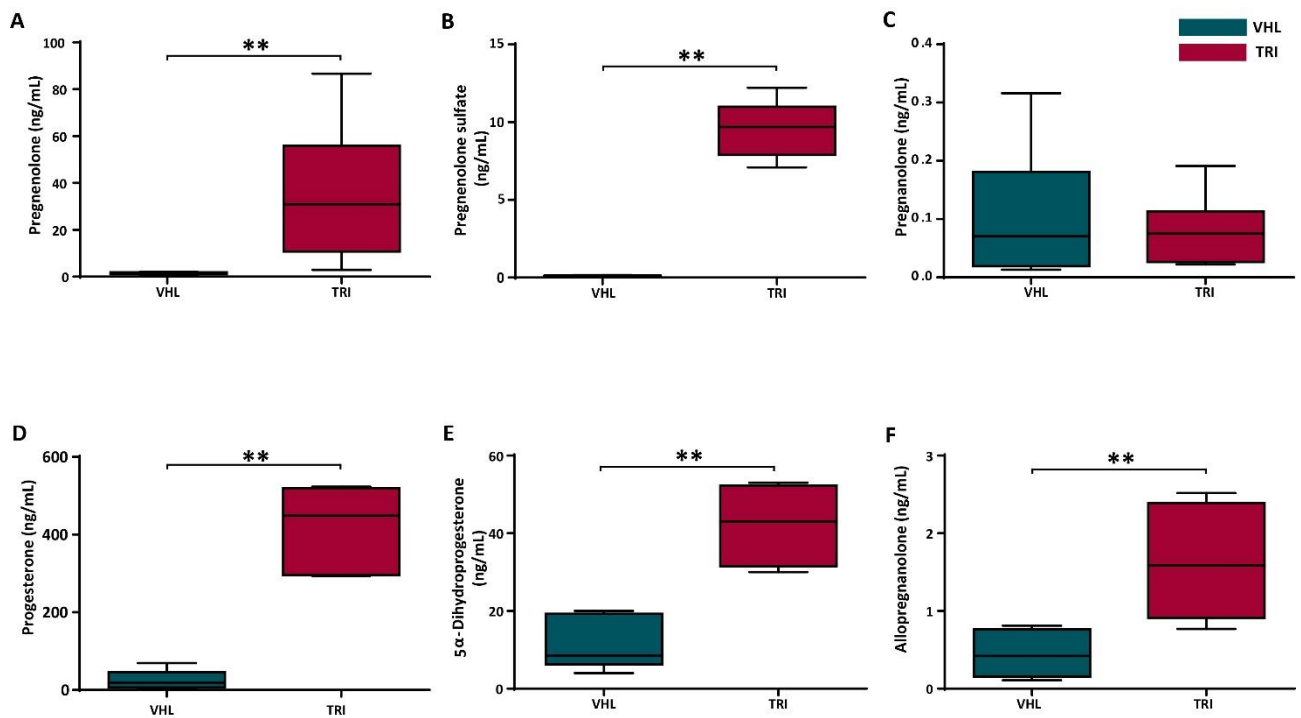 A
Pregnenolone (ng/mL)
100
80
60
40
20
0
**
VHL
TRI
B
Pregnenolone sulfate
(ng/mL)
15
10
5
0
**
VHL
TRI
C
Pregnanolone (ng/mL)
0.4
0.3
0.2
0.1
0.0
VHL
TRI
VHL
TRI
D
Progesterone (ng/mL)
600
400
200
0
**
VHL
TRI
E
5α-Dihydroprogesterone
(ng/mL)
60
40
20
0
**
VHL
TRI
F
Allopregnanolone (ng/mL)
3
2
1
0
**
VHL
TRI